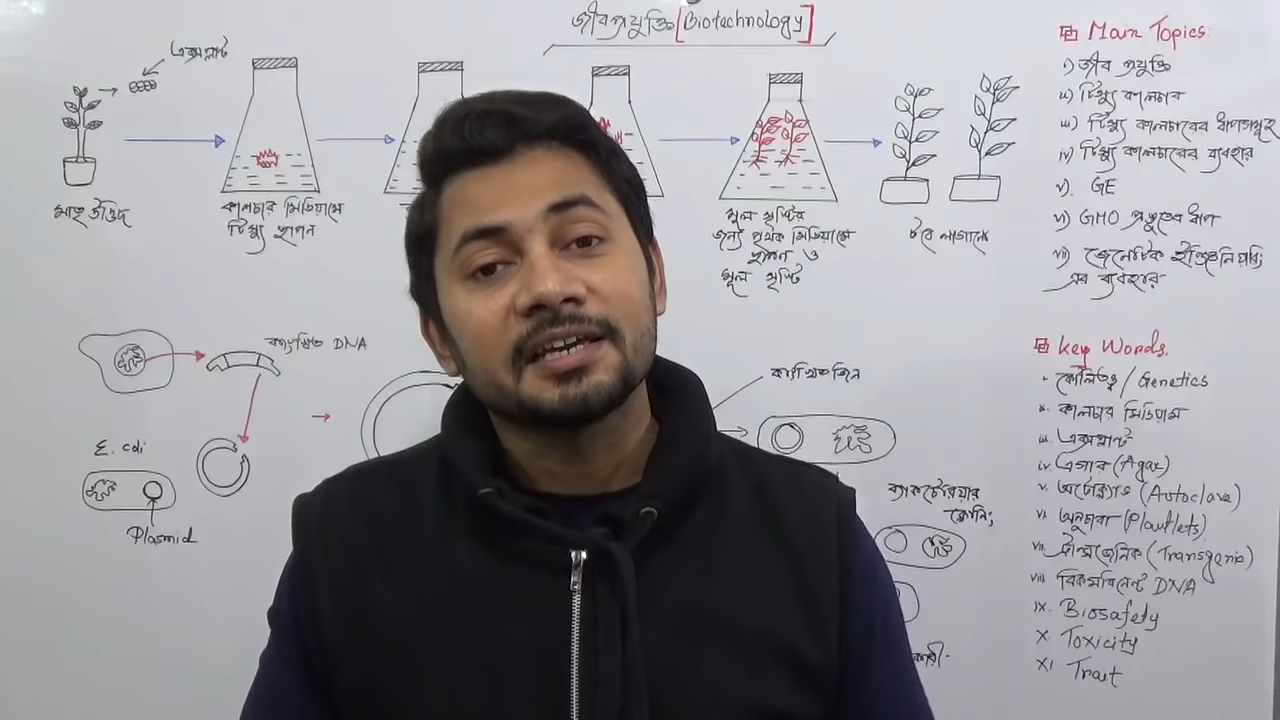 জীবপ্রযুক্তি [Biotechnology]
এক্সপ্লান্ট
মাতৃউদ্ভিদ
কালচার মিডিয়ামে
টিস্যু স্থাপন
মূল সৃষ্টির
জন্য পৃথক মিডিয়ামে
স্থাপন ও
মূল সৃষ্টি
টবে লাগানো
Main Topics:
i) জীব প্রযুক্তি
ii) টিস্যু কালচার
iii) টিস্যু কালচারের ধাপসমূহ
iv) টিস্যু কালচারের ব্যবহার
v). GE
vi) GMO প্রস্তুতের ধাপ
vii) জেনেটিক ইঞ্জিনিয়ারিং
এর ব্যবহার
কাঙ্ক্ষিত DNA
E. coli
Plasmid
কাঙ্ক্ষিত জিন
ব্যাকটেরিয়ার
ক্লোনিং
Key Words.
কৌলিতত্ত্ব / Genetics
ii. কালচার মিডিয়াম
iii. এক্সপ্লান্ট
iv. এগার (Agar)
v. অটোক্ল্যাভ (Autoclave)
vi. অনুচারা (Plantlets)
vii. ট্রান্সজেনিক (Transgenic)
viii রিকম্বিনেন্ট DNA
ix. Biosafety
x. Toxicity
xi. Trait